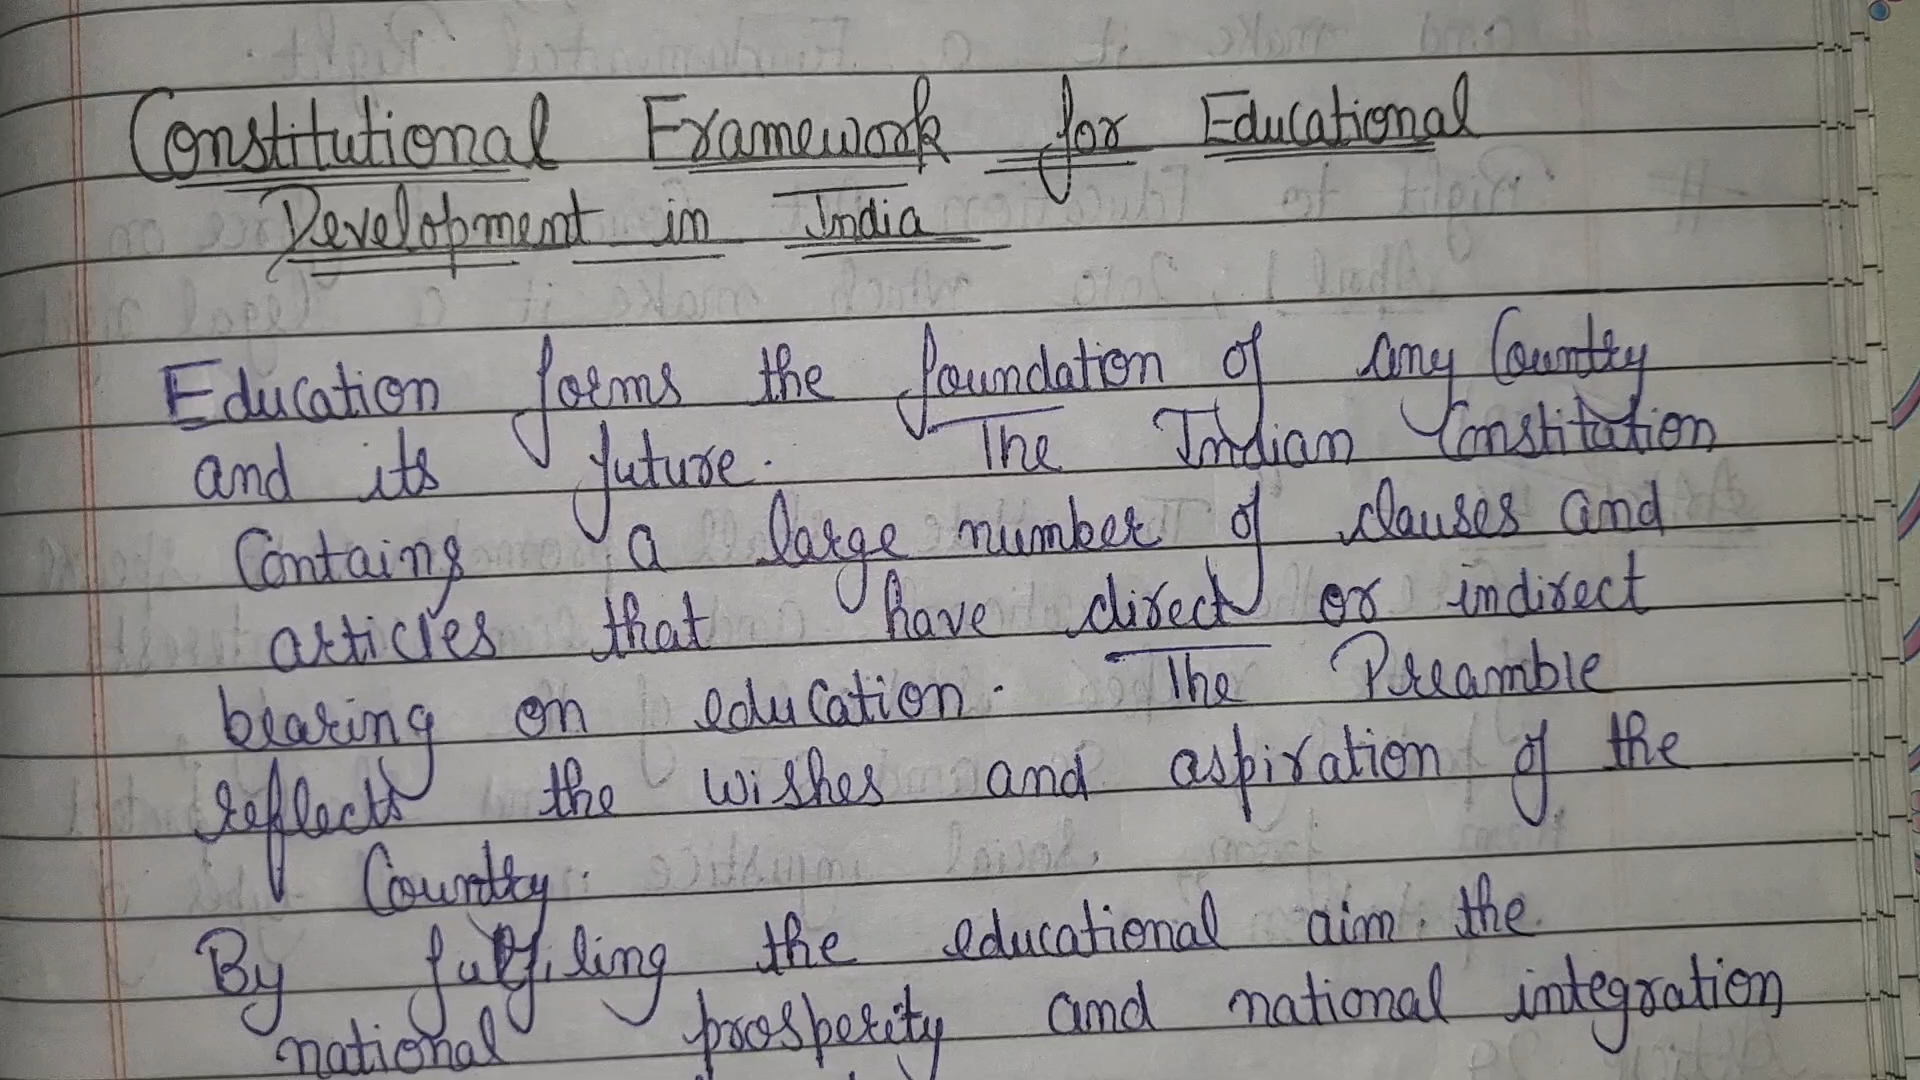 Constitutional Framework for Educational
Development in India
Education forms the foundation of any Country
and its future. The Indian Constitution
Contains a large number of clauses and
articles that have direct or indirect
bearing on education. The Preamble
reflects the wishes and aspiration of the
Country.
By fulfiling the educational aim the
national prosperity and national integration